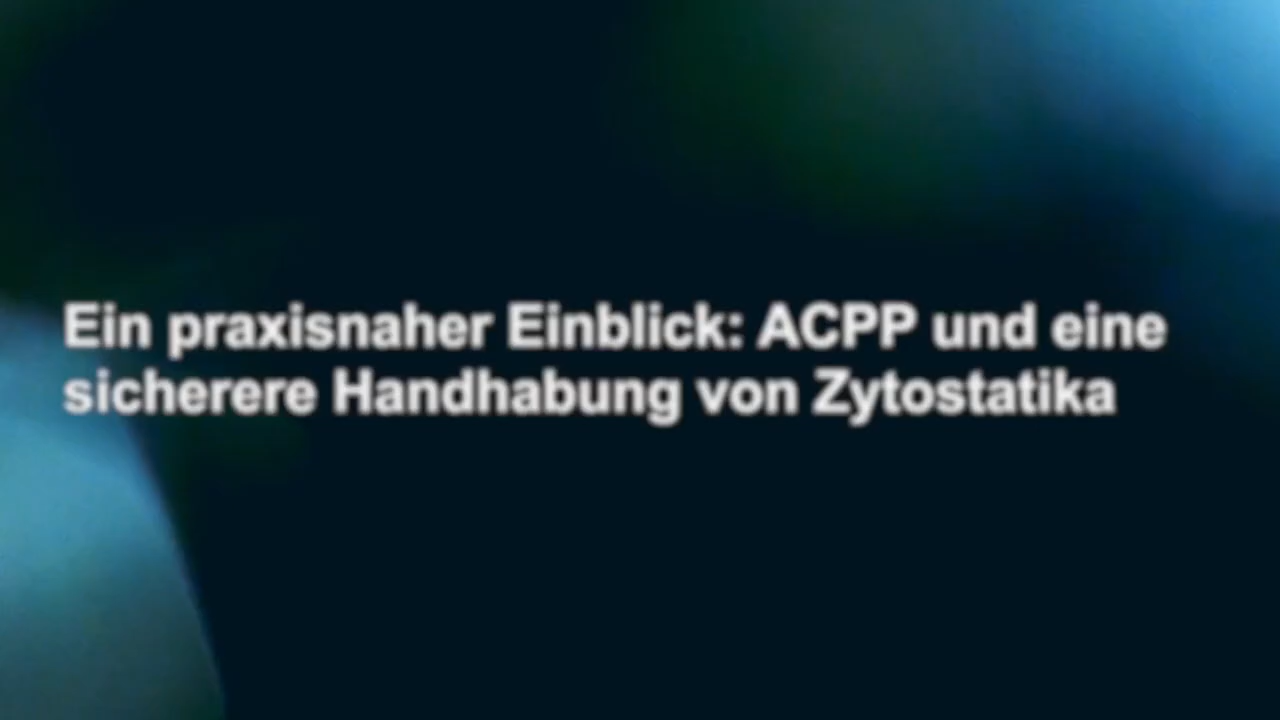 Ein praxisnaher Einblick: ACPP und eine
sicherere Handhabung von Zytostatika